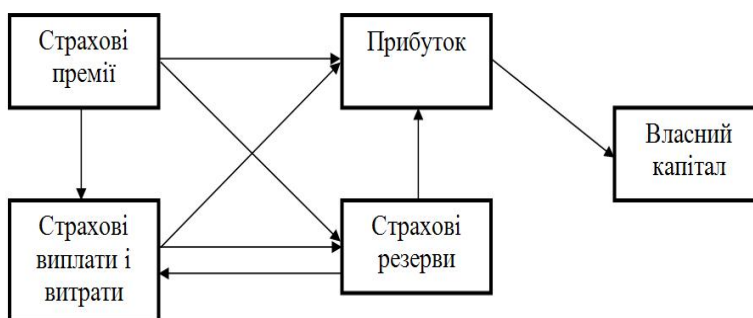 Страхові
премії
Прибуток
Власний
капітал
Страхові
виплати і
витрати
Страхові
резерви